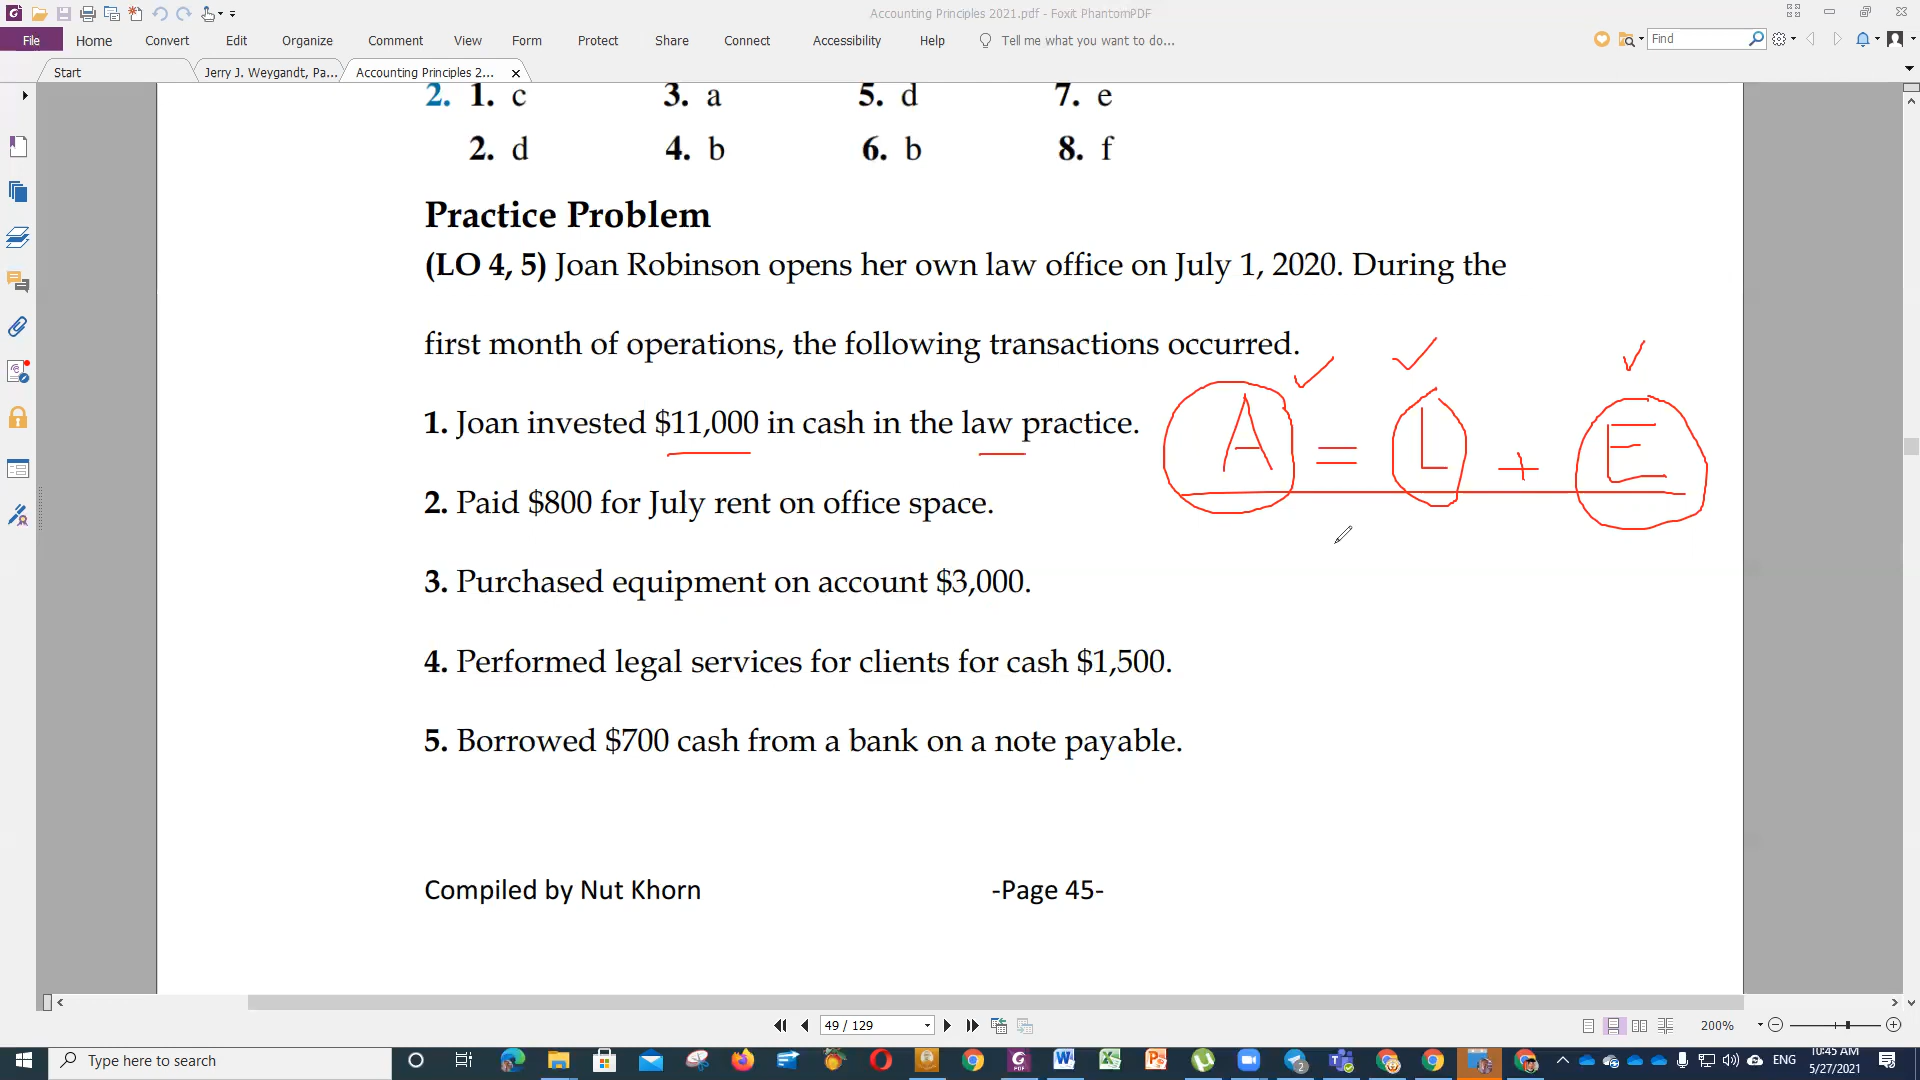 Accounting Principles 2021.pdf - Foxit PhantomPDF
File Home Convert Edit Organize Comment View Form Protect Share Connect Accessibility Help Tell me what you want to do... Find
Start Jerry J. Weygandt, Pa... Accounting Principles 2...
2. 1. c 3. a 5. d 7. e
2. d 4. b 6. b 8. f
Practice Problem
(LO 4, 5) Joan Robinson opens her own law office on July 1, 2020. During the
first month of operations, the following transactions occurred.
1. Joan invested $11,000 in cash in the law practice.
A = L + E
2. Paid $800 for July rent on office space.
3. Purchased equipment on account $3,000.
4. Performed legal services for clients for cash $1,500.
5. Borrowed $700 cash from a bank on a note payable.
Compiled by Nut Khorn -Page 45-
49 / 129 200%
Type here to search ENG 10:45 AM
5/27/2021